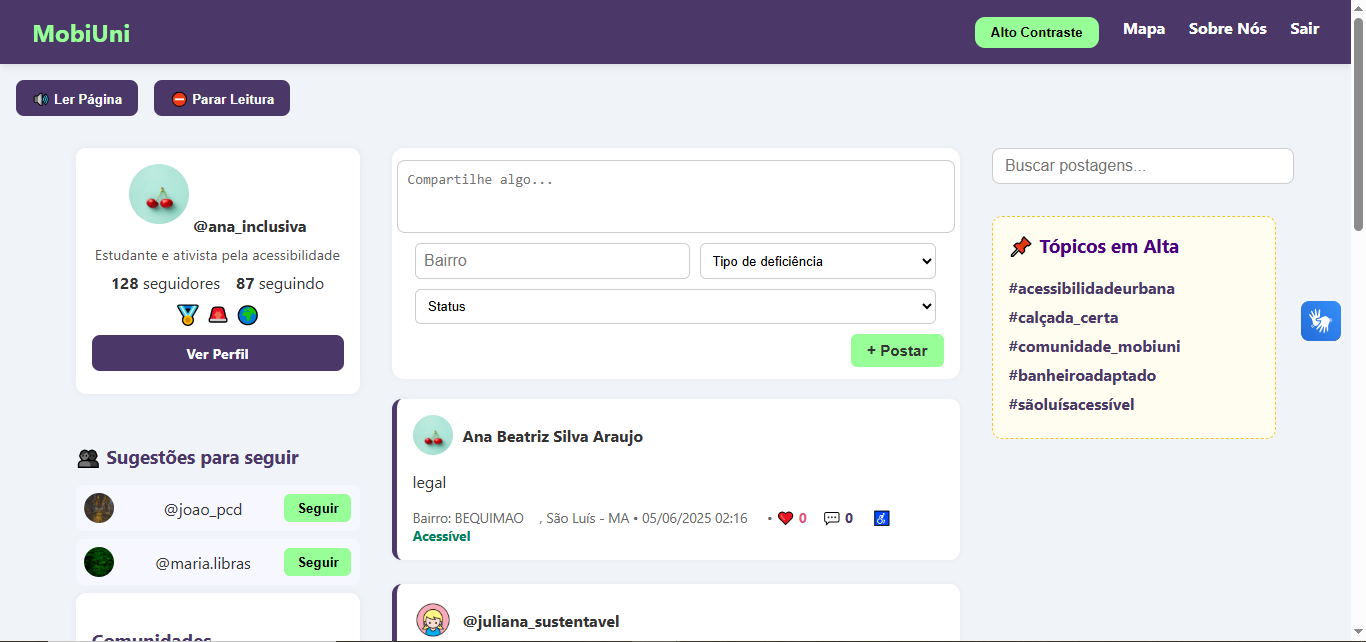 MobiUni
Alto Contraste
Mapa
Sobre Nós
Sair
Ler Página
Parar Leitura
@ana_inclusiva
Estudante e ativista pela acessibilidade
128 seguidores 87 seguindo
Ver Perfil
Sugestões para seguir
@joao_pcd
Seguir
@maria.libras
Seguir
Comunidades
Compartilhe algo...
Bairro
Tipo de deficiência
Status
+ Postar
Ana Beatriz Silva Araujo
legal
Bairro: BEQUIMAO , São Luís - MA • 05/06/2025 02:16 • 0 0
Acessível
@juliana_sustentavel
Buscar postagens...
Tópicos em Alta
#acessibilidadeurbana
#calçada_certa
#comunidade_mobiuni
#banheiroadaptado
#sãoluísacessível